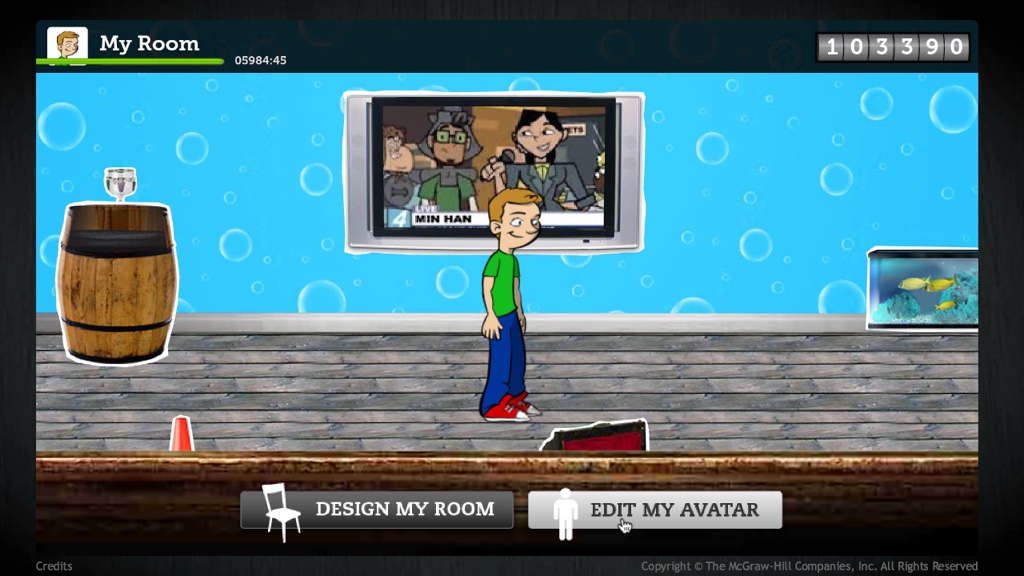 My Room
05984:45
103390
LIVE
4 MIN HAN
DESIGN MY ROOM
EDIT MY AVATAR
Credits
Copyright © The McGraw-Hill Companies, Inc. All Rights Reserved